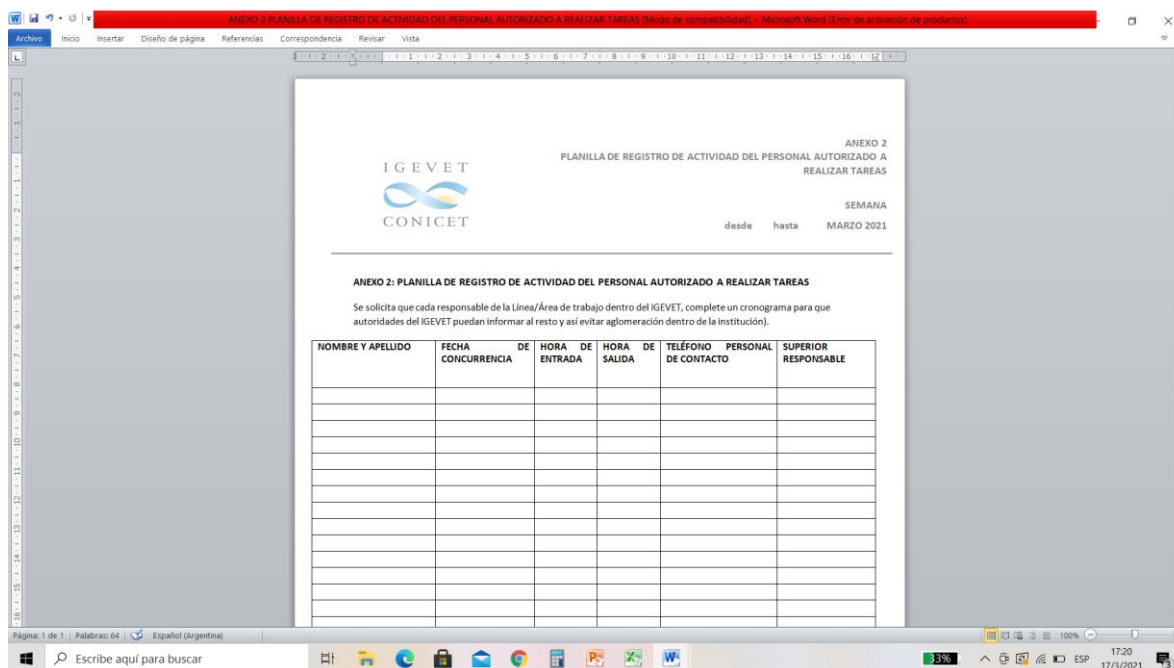 ANEXO 2 PLANILLA DE REGISTRO DE ACTIVIDAD DEL PERSONAL AUTORIZADO A REALIZAR TAREAS [Modo de compatibilidad] - Microsoft Word (Error de activación de productos)
Archivo Inicio Insertar Diseño de página Referencias Correspondencia Revisar Vista
IGEVET
CONICET
ANEXO 2
PLANILLA DE REGISTRO DE ACTIVIDAD DEL PERSONAL AUTORIZADO A
REALIZAR TAREAS
SEMANA
desde hasta MARZO 2021
ANEXO 2: PLANILLA DE REGISTRO DE ACTIVIDAD DEL PERSONAL AUTORIZADO A REALIZAR TAREAS
Se solicita que cada responsable de la Línea/Área de trabajo dentro del IGEVET, complete un cronograma para que
autoridades del IGEVET puedan informar al resto y así evitar aglomeración dentro de la institución).
NOMBRE Y APELLIDO FECHA DE HORA DE HORA DE TELÉFONO PERSONAL SUPERIOR
CONCURRENCIA ENTRADA SALIDA DE CONTACTO RESPONSABLE
Página: 1 de 1 Palabras: 64 Español (Argentina) 100%
Escribe aquí para buscar 33% ESP 17:20
17/3/2021